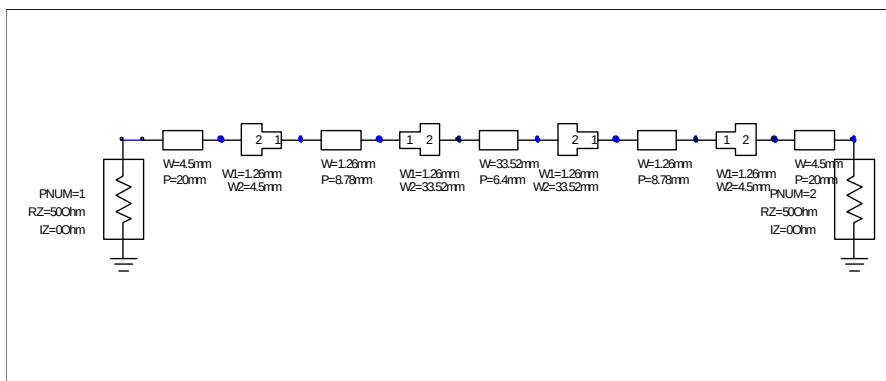 2 1
1 2
2 1
1 2
W=4.5mm
P=20mm
W1=1.26mm
W2=4.5mm
W=1.26mm
P=8.78mm
W1=1.26mm
W2=33.52mm
W=33.52mm
P=6.4mm
W1=1.26mm
W2=33.52mm
W=1.26mm
P=8.78mm
W1=1.26mm
W2=4.5mm
W=4.5mm
P=20mm
PNUM=1
RZ=50Ohm
IZ=0Ohm
PNUM=2
RZ=50Ohm
IZ=0Ohm